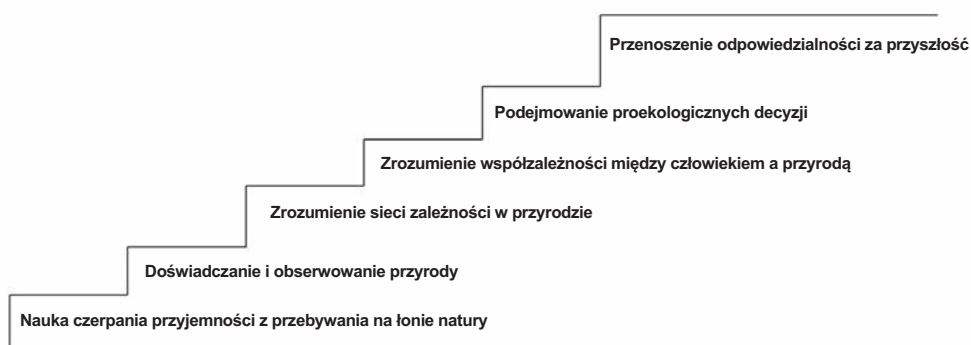 Przenoszenie odpowiedzialności za przyszłość
Podejmowanie proekologicznych decyzji
Zrozumienie współzależności między człowiekiem a przyrodą
Zrozumienie sieci zależności w przyrodzie
Doświadczanie i obserwowanie przyrody
Nauka czerpania przyjemności z przebywania na łonie natury